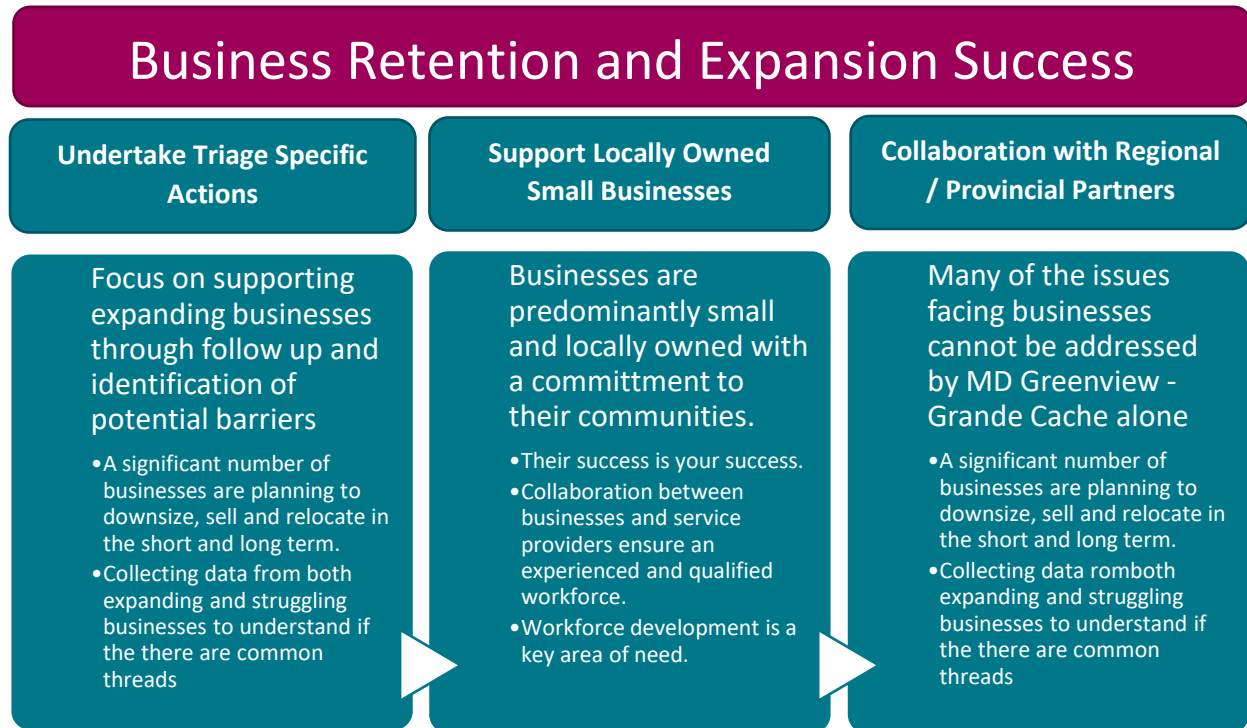 Business Retention and Expansion Success
Undertake Triage Specific
Actions
Focus on supporting
expanding businesses
through follow up and
identification of
potential barriers
•A significant number of
businesses are planning to
downsize, sell and relocate in
the short and long term.
•Collecting data from both
expanding and struggling
businesses to understand if
the there are common
threads
Support Locally Owned
Small Businesses
Businesses are
predominantly small
and locally owned with
a committment to
their communities.
•Their success is your success.
•Collaboration between
businesses and service
providers ensure an
experienced and qualified
workforce.
•Workforce development is a
key area of need.
Collaboration with Regional
/ Provincial Partners
Many of the issues
facing businesses
cannot be addressed
by MD Greenview -
Grande Cache alone
•A significant number of
businesses are planning to
downsize, sell and relocate in
the short and long term.
•Collecting data romboth
expanding and struggling
businesses to understand if
the there are common
threads